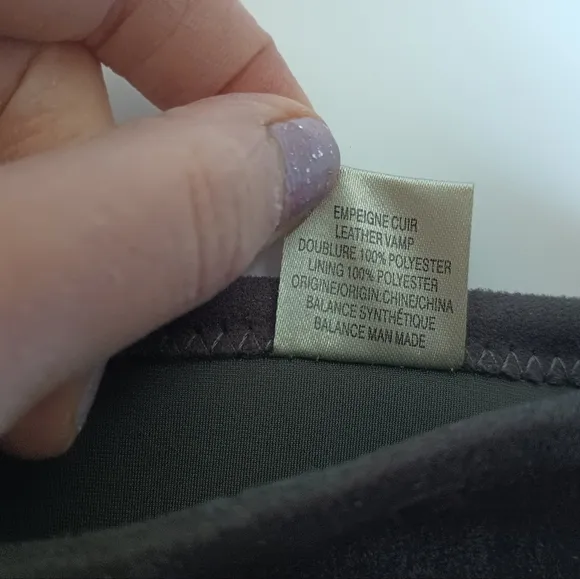 EMPEIGNE CUIR
LEATHER VAMP
DOUBLURE 100% POLYESTER
LINING 100% POLYESTER
ORIGINE/ORIGIN: CHINE/CHINA
BALANCE SYNTHÉTIQUE
BALANCE MAN MADE